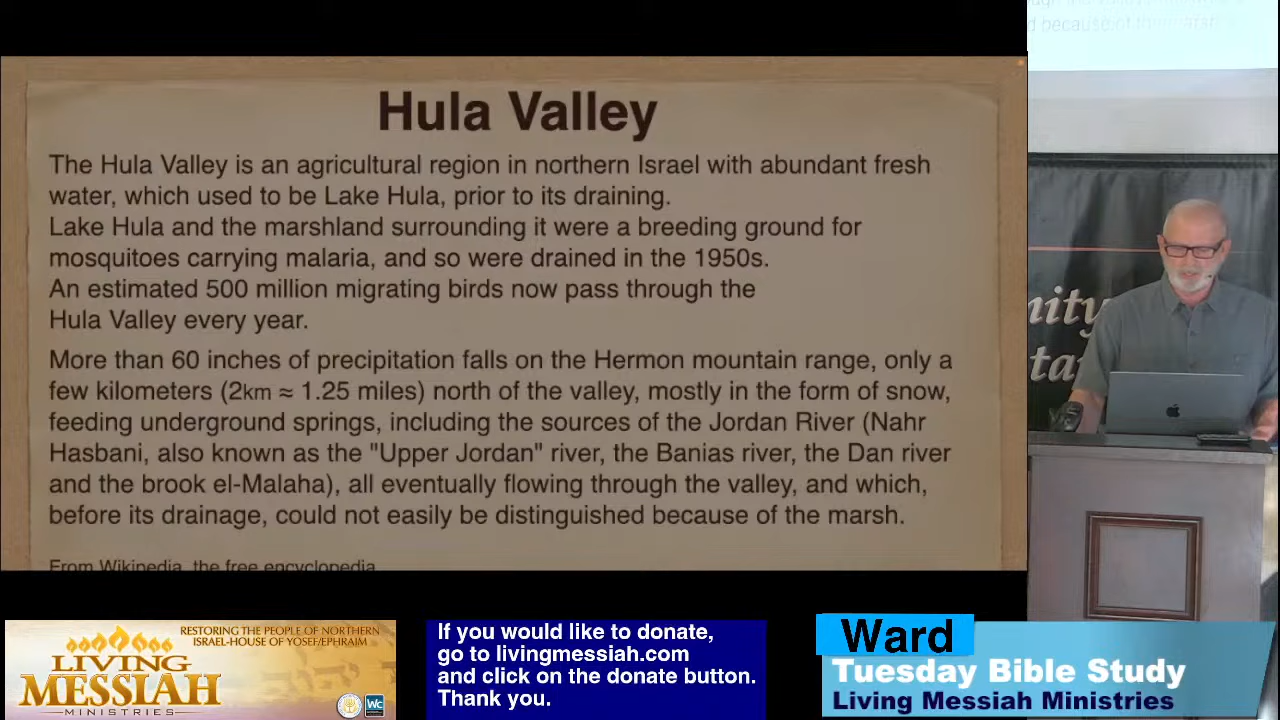 Hula Valley
The Hula Valley is an agricultural region in northern Israel with abundant fresh
water, which used to be Lake Hula, prior to its draining.
Lake Hula and the marshland surrounding it were a breeding ground for
mosquitoes carrying malaria, and so were drained in the 1950s.
An estimated 500 million migrating birds now pass through the
Hula Valley every year.
More than 60 inches of precipitation falls on the Hermon mountain range, only a
few kilometers (2km ≈ 1.25 miles) north of the valley, mostly in the form of snow,
feeding underground springs, including the sources of the Jordan River (Nahr
Hasbani, also known as the "Upper Jordan" river, the Banias river, the Dan river
and the brook el-Malaha), all eventually flowing through the valley, and which,
before its drainage, could not easily be distinguished because of the marsh.
From Wikipedia, the free encyclopedia
because of the
RESTORING THE PEOPLE OF NORTHERN
ISRAEL-HOUSE OF YOSEF/EPHRAIM
LIVING
MESSIAH
MINISTRIES
WC
If you would like to donate,
go to livingmessiah.com
and click on the donate button.
Thank you.
Ward
Tuesday Bible Study
Living Messiah Ministries